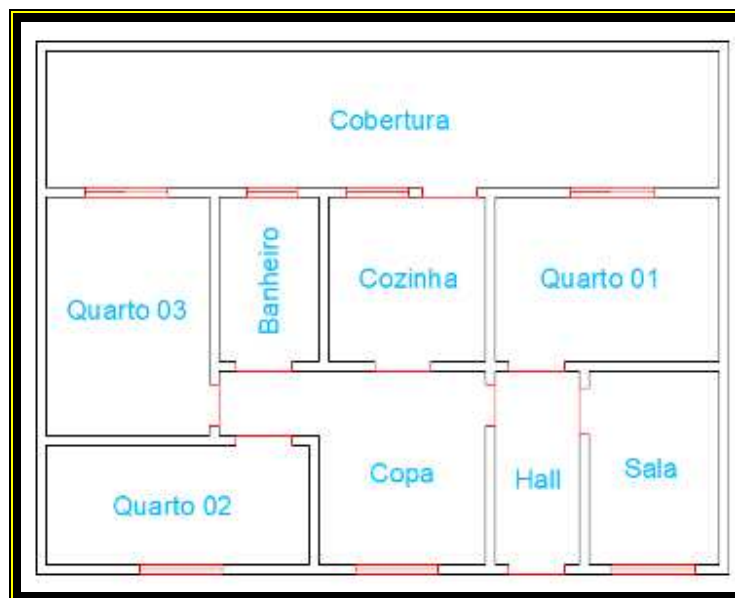 Cobertura
Quarto 03
Banheiro
Cozinha
Quarto 01
Quarto 02
Copa
Hall
Sala